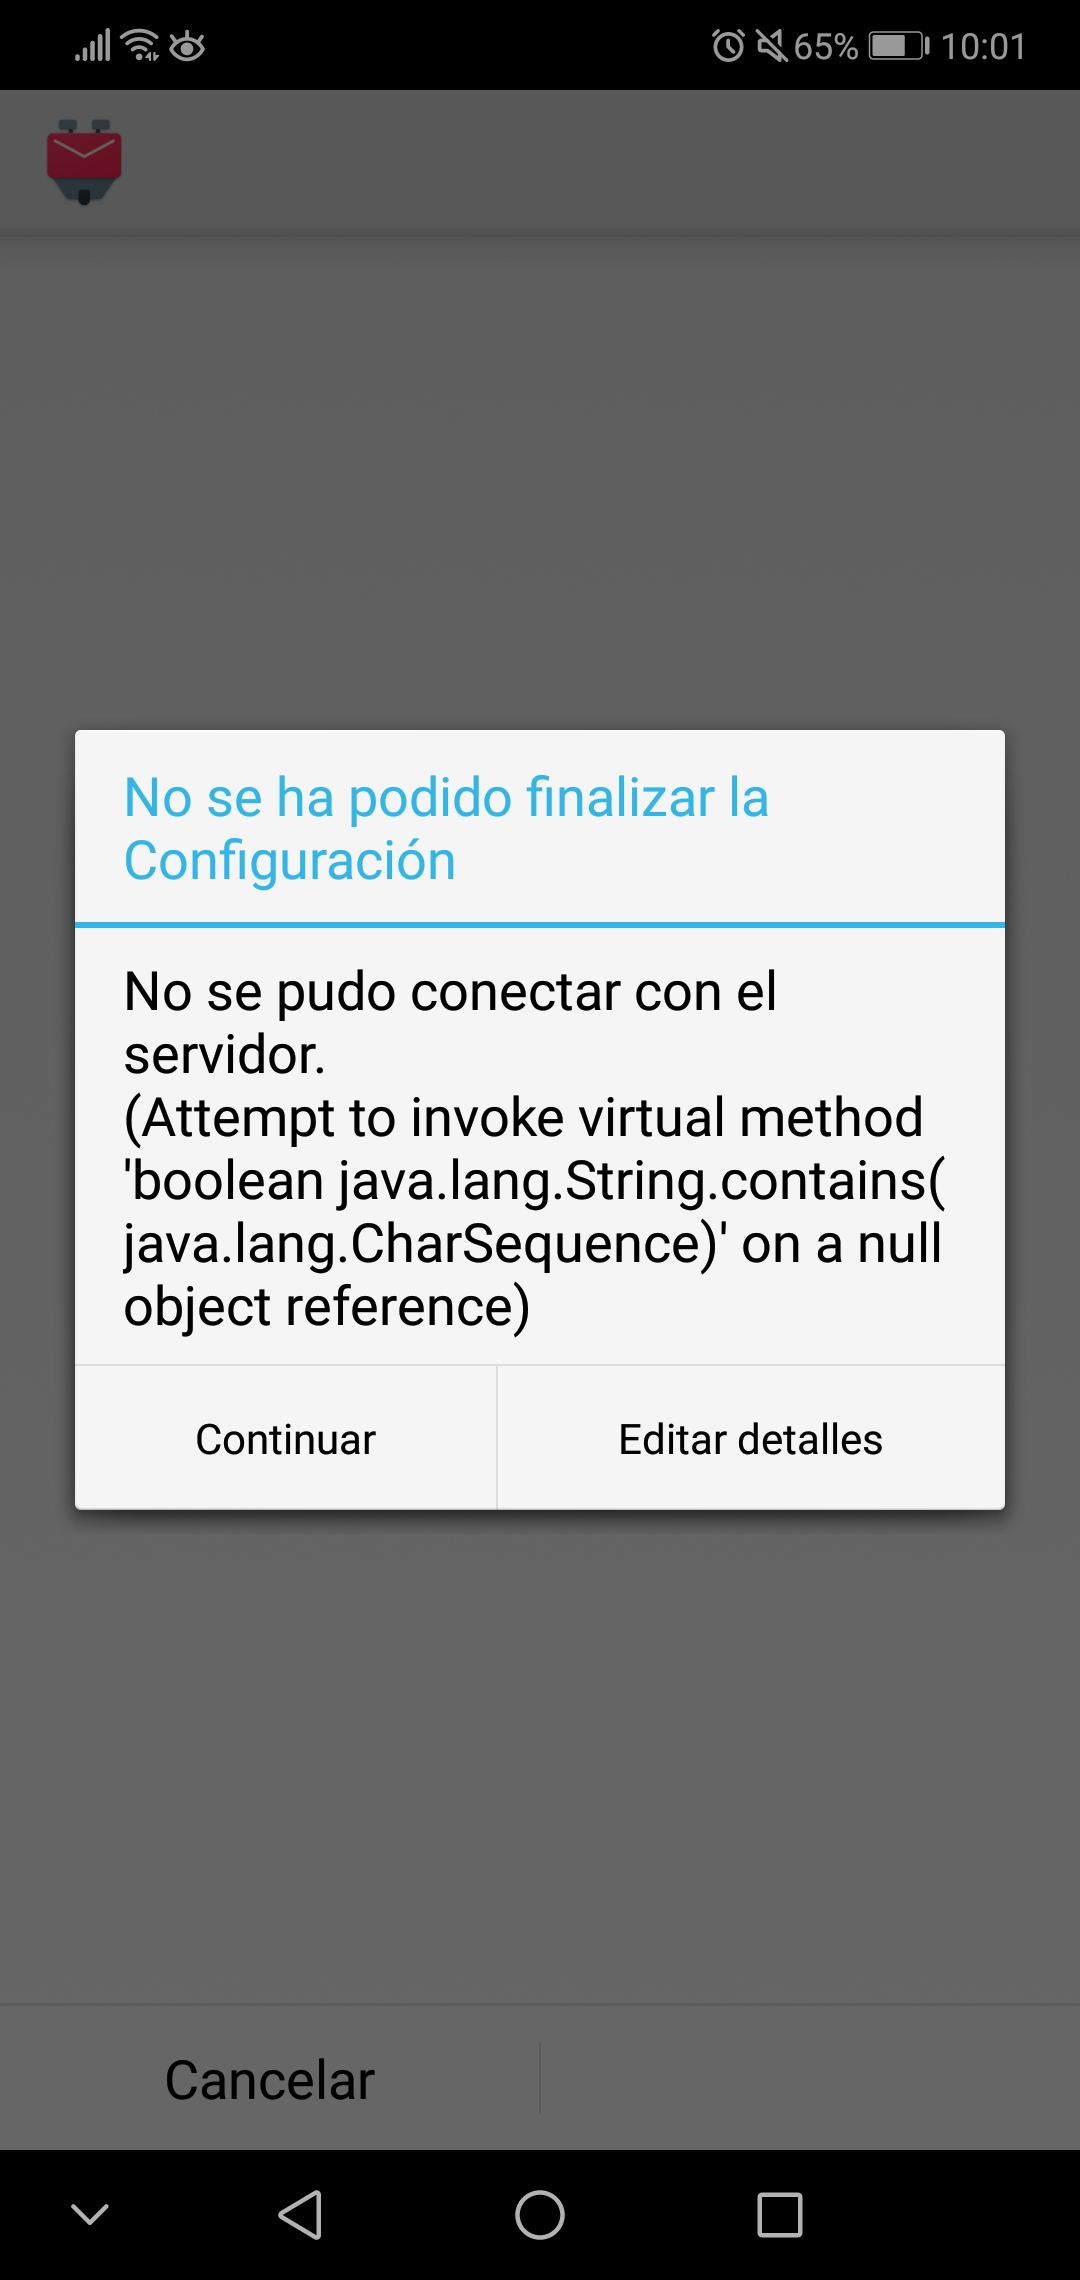 65% 10:01
No se ha podido finalizar la
Configuración
No se pudo conectar con el
servidor.
(Attempt to invoke virtual method
'boolean java.lang.String.contains(
java.lang.CharSequence)' on a null
object reference)
Continuar Editar detalles
Cancelar